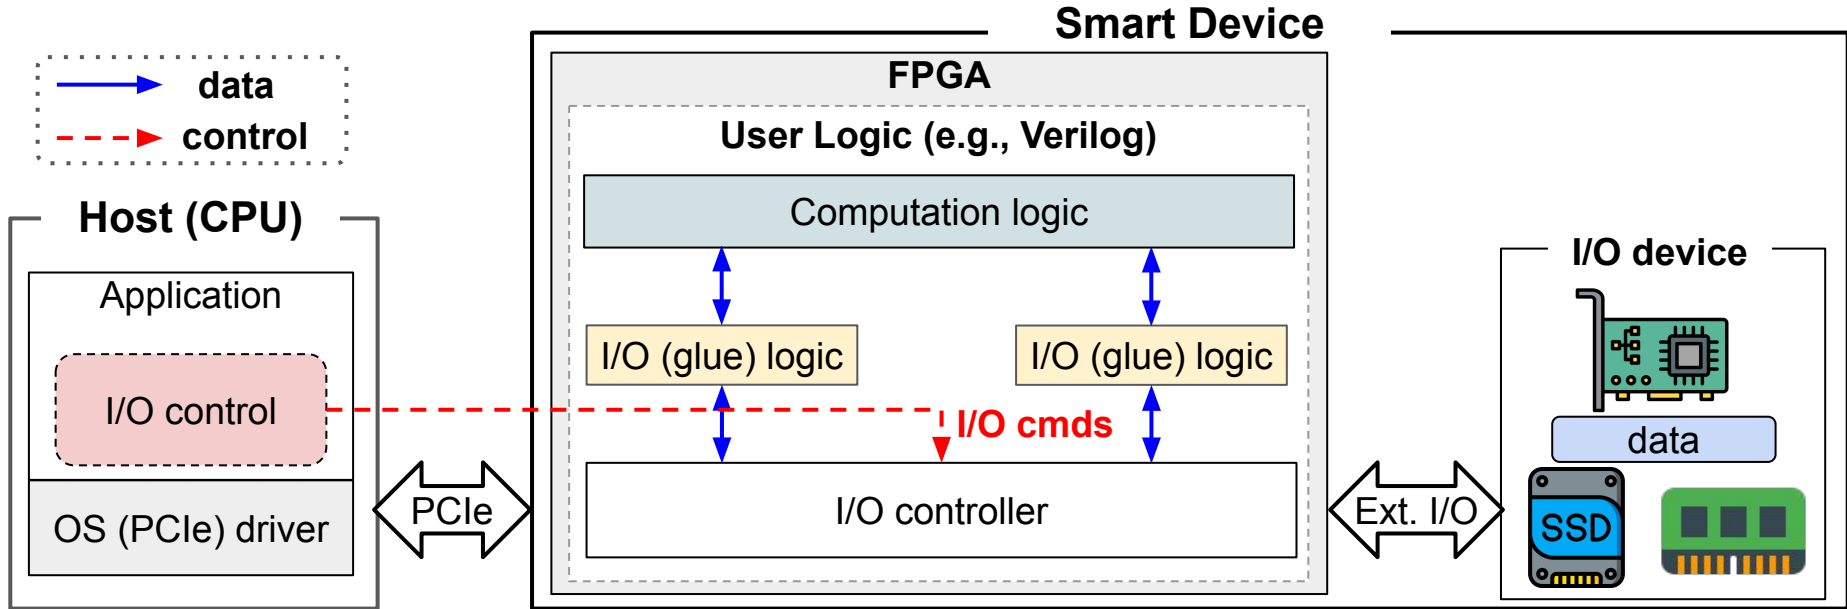 Smart Device
data
control
FPGA
User Logic (e.g., Verilog)
Computation logic
Host (CPU)
Application
I/O control
OS (PCIe) driver
I/O (glue) logic
I/O (glue) logic
I/O cmds
PCIe
I/O controller
Ext. I/O
I/O device
data
SSD